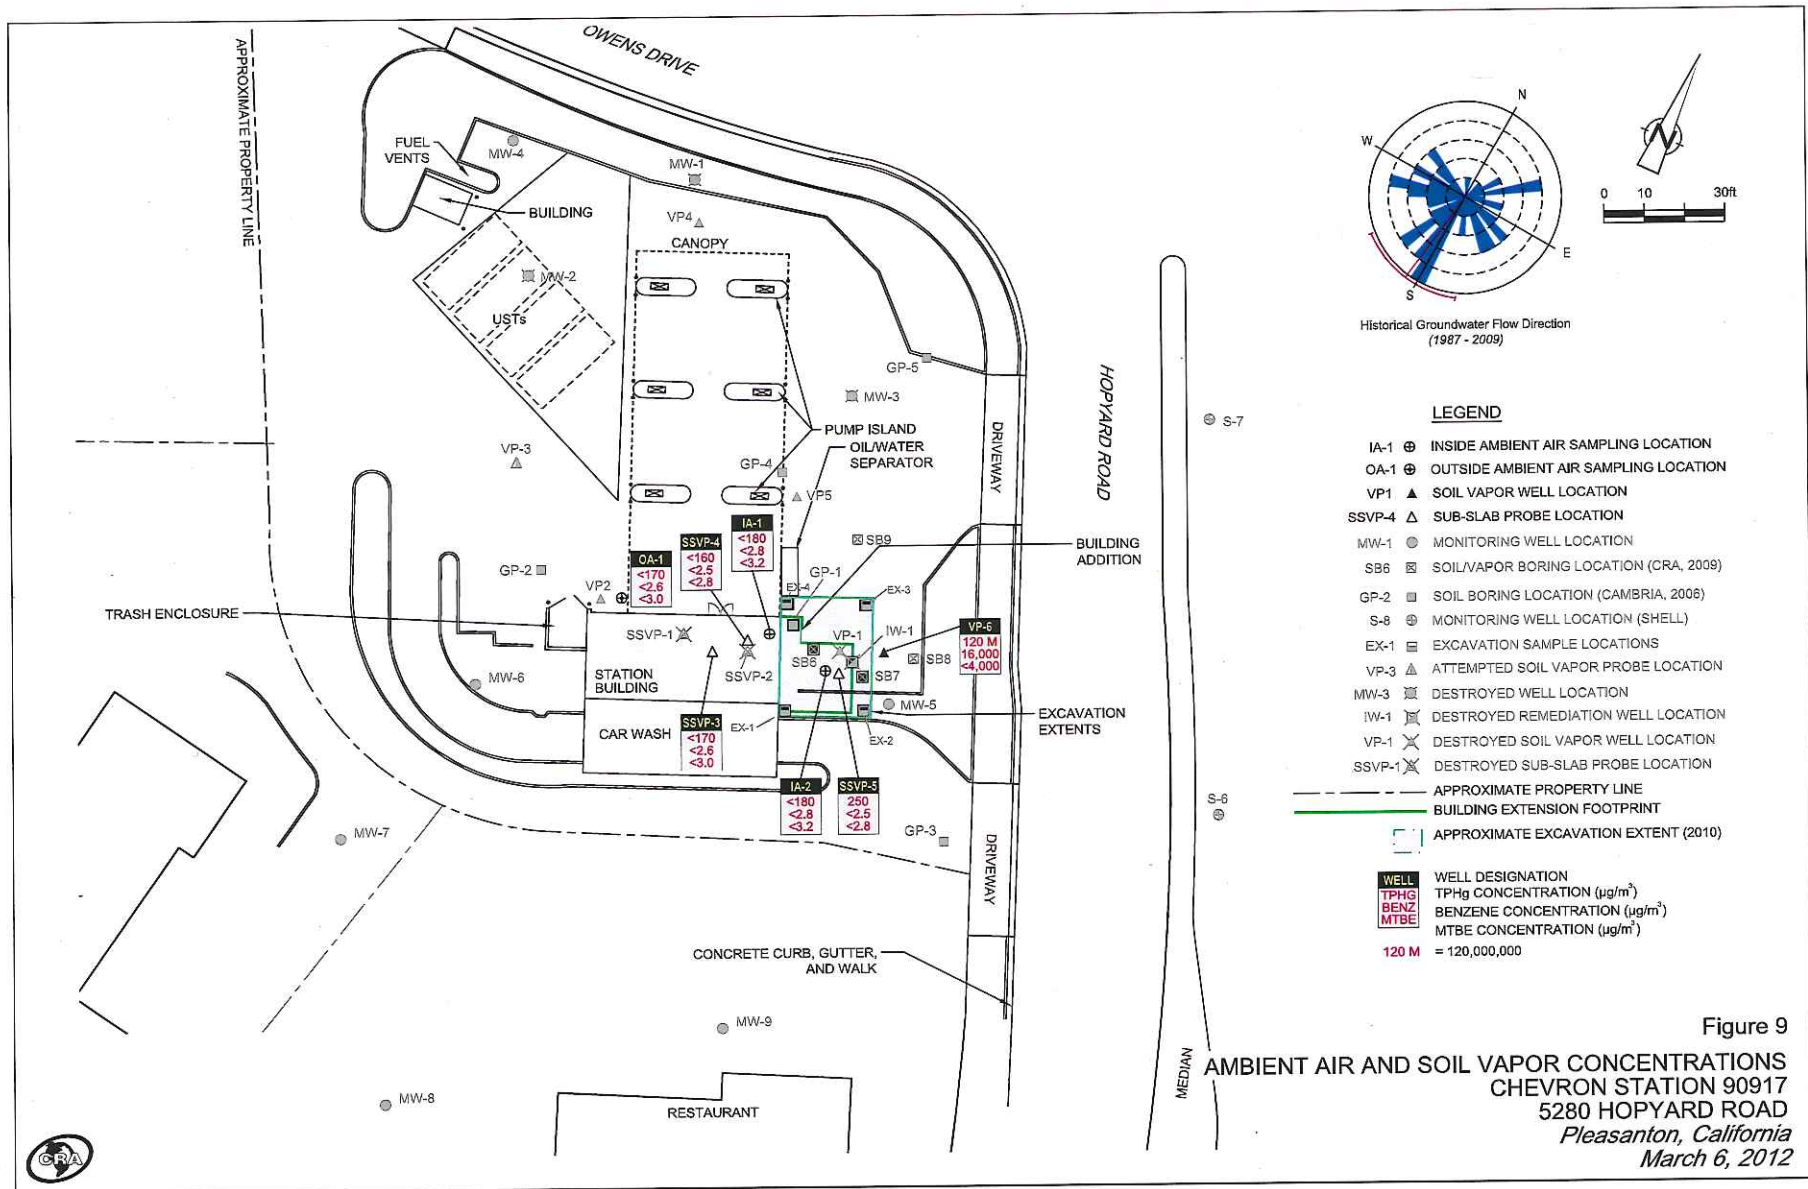 OWENS DRIVE
APPROXIMATE PROPERTY LINE
FUEL
VENTS
MW-4
MW-1
BUILDING
VP4
CANOPY
MW-2
USTs
GP-5
MW-3
PUMP ISLAND
OIL/WATER
SEPARATOR
VP-3
GP-4
VP5
DRIVEWAY
HOPYARD ROAD
S-7
IA-1
<180
<2.8
<3.2
SSVP-4
<160
<2.5
<2.8
OA-1
<170
<2.6
<3.0
SB9
BUILDING
ADDITION
GP-2
VP2
GP-1
EX-4
EX-3
TRASH ENCLOSURE
SSVP-1
SSVP-2
VP-1
IW-1
SB6
SB7
SB8
VP-6
120 M
16,000
<4,000
STATION
BUILDING
MW-6
MW-5
CAR WASH
SSVP-3
<170
<2.6
<3.0
EX-1
EX-2
EXCAVATION
EXTENTS
IA-2
<180
<2.8
<3.2
SSVP-5
250
<2.5
<2.8
S-6
MW-7
GP-3
DRIVEWAY
CONCRETE CURB, GUTTER,
AND WALK
MW-9
MW-8
RESTAURANT
MEDIAN
CRA
N
W
E
S
Historical Groundwater Flow Direction
(1987 - 2009)
N
0 10 30ft
LEGEND
IA-1 INSIDE AMBIENT AIR SAMPLING LOCATION
OA-1 OUTSIDE AMBIENT AIR SAMPLING LOCATION
VP1 SOIL VAPOR WELL LOCATION
SSVP-4 SUB-SLAB PROBE LOCATION
MW-1 MONITORING WELL LOCATION
SB6 SOIL/VAPOR BORING LOCATION (CRA, 2009)
GP-2 SOIL BORING LOCATION (CAMBRIA, 2006)
S-8 MONITORING WELL LOCATION (SHELL)
EX-1 EXCAVATION SAMPLE LOCATIONS
VP-3 ATTEMPTED SOIL VAPOR PROBE LOCATION
MW-3 DESTROYED WELL LOCATION
IW-1 DESTROYED REMEDIATION WELL LOCATION
VP-1 DESTROYED SOIL VAPOR WELL LOCATION
SSVP-1 DESTROYED SUB-SLAB PROBE LOCATION
APPROXIMATE PROPERTY LINE
BUILDING EXTENSION FOOTPRINT
APPROXIMATE EXCAVATION EXTENT (2010)
WELL WELL DESIGNATION
TPHG TPHg CONCENTRATION (µg/m³)
BENZ BENZENE CONCENTRATION (µg/m³)
MTBE MTBE CONCENTRATION (µg/m³)
120 M = 120,000,000
Figure 9
AMBIENT AIR AND SOIL VAPOR CONCENTRATIONS
CHEVRON STATION 90917
5280 HOPYARD ROAD
Pleasanton, California
March 6, 2012